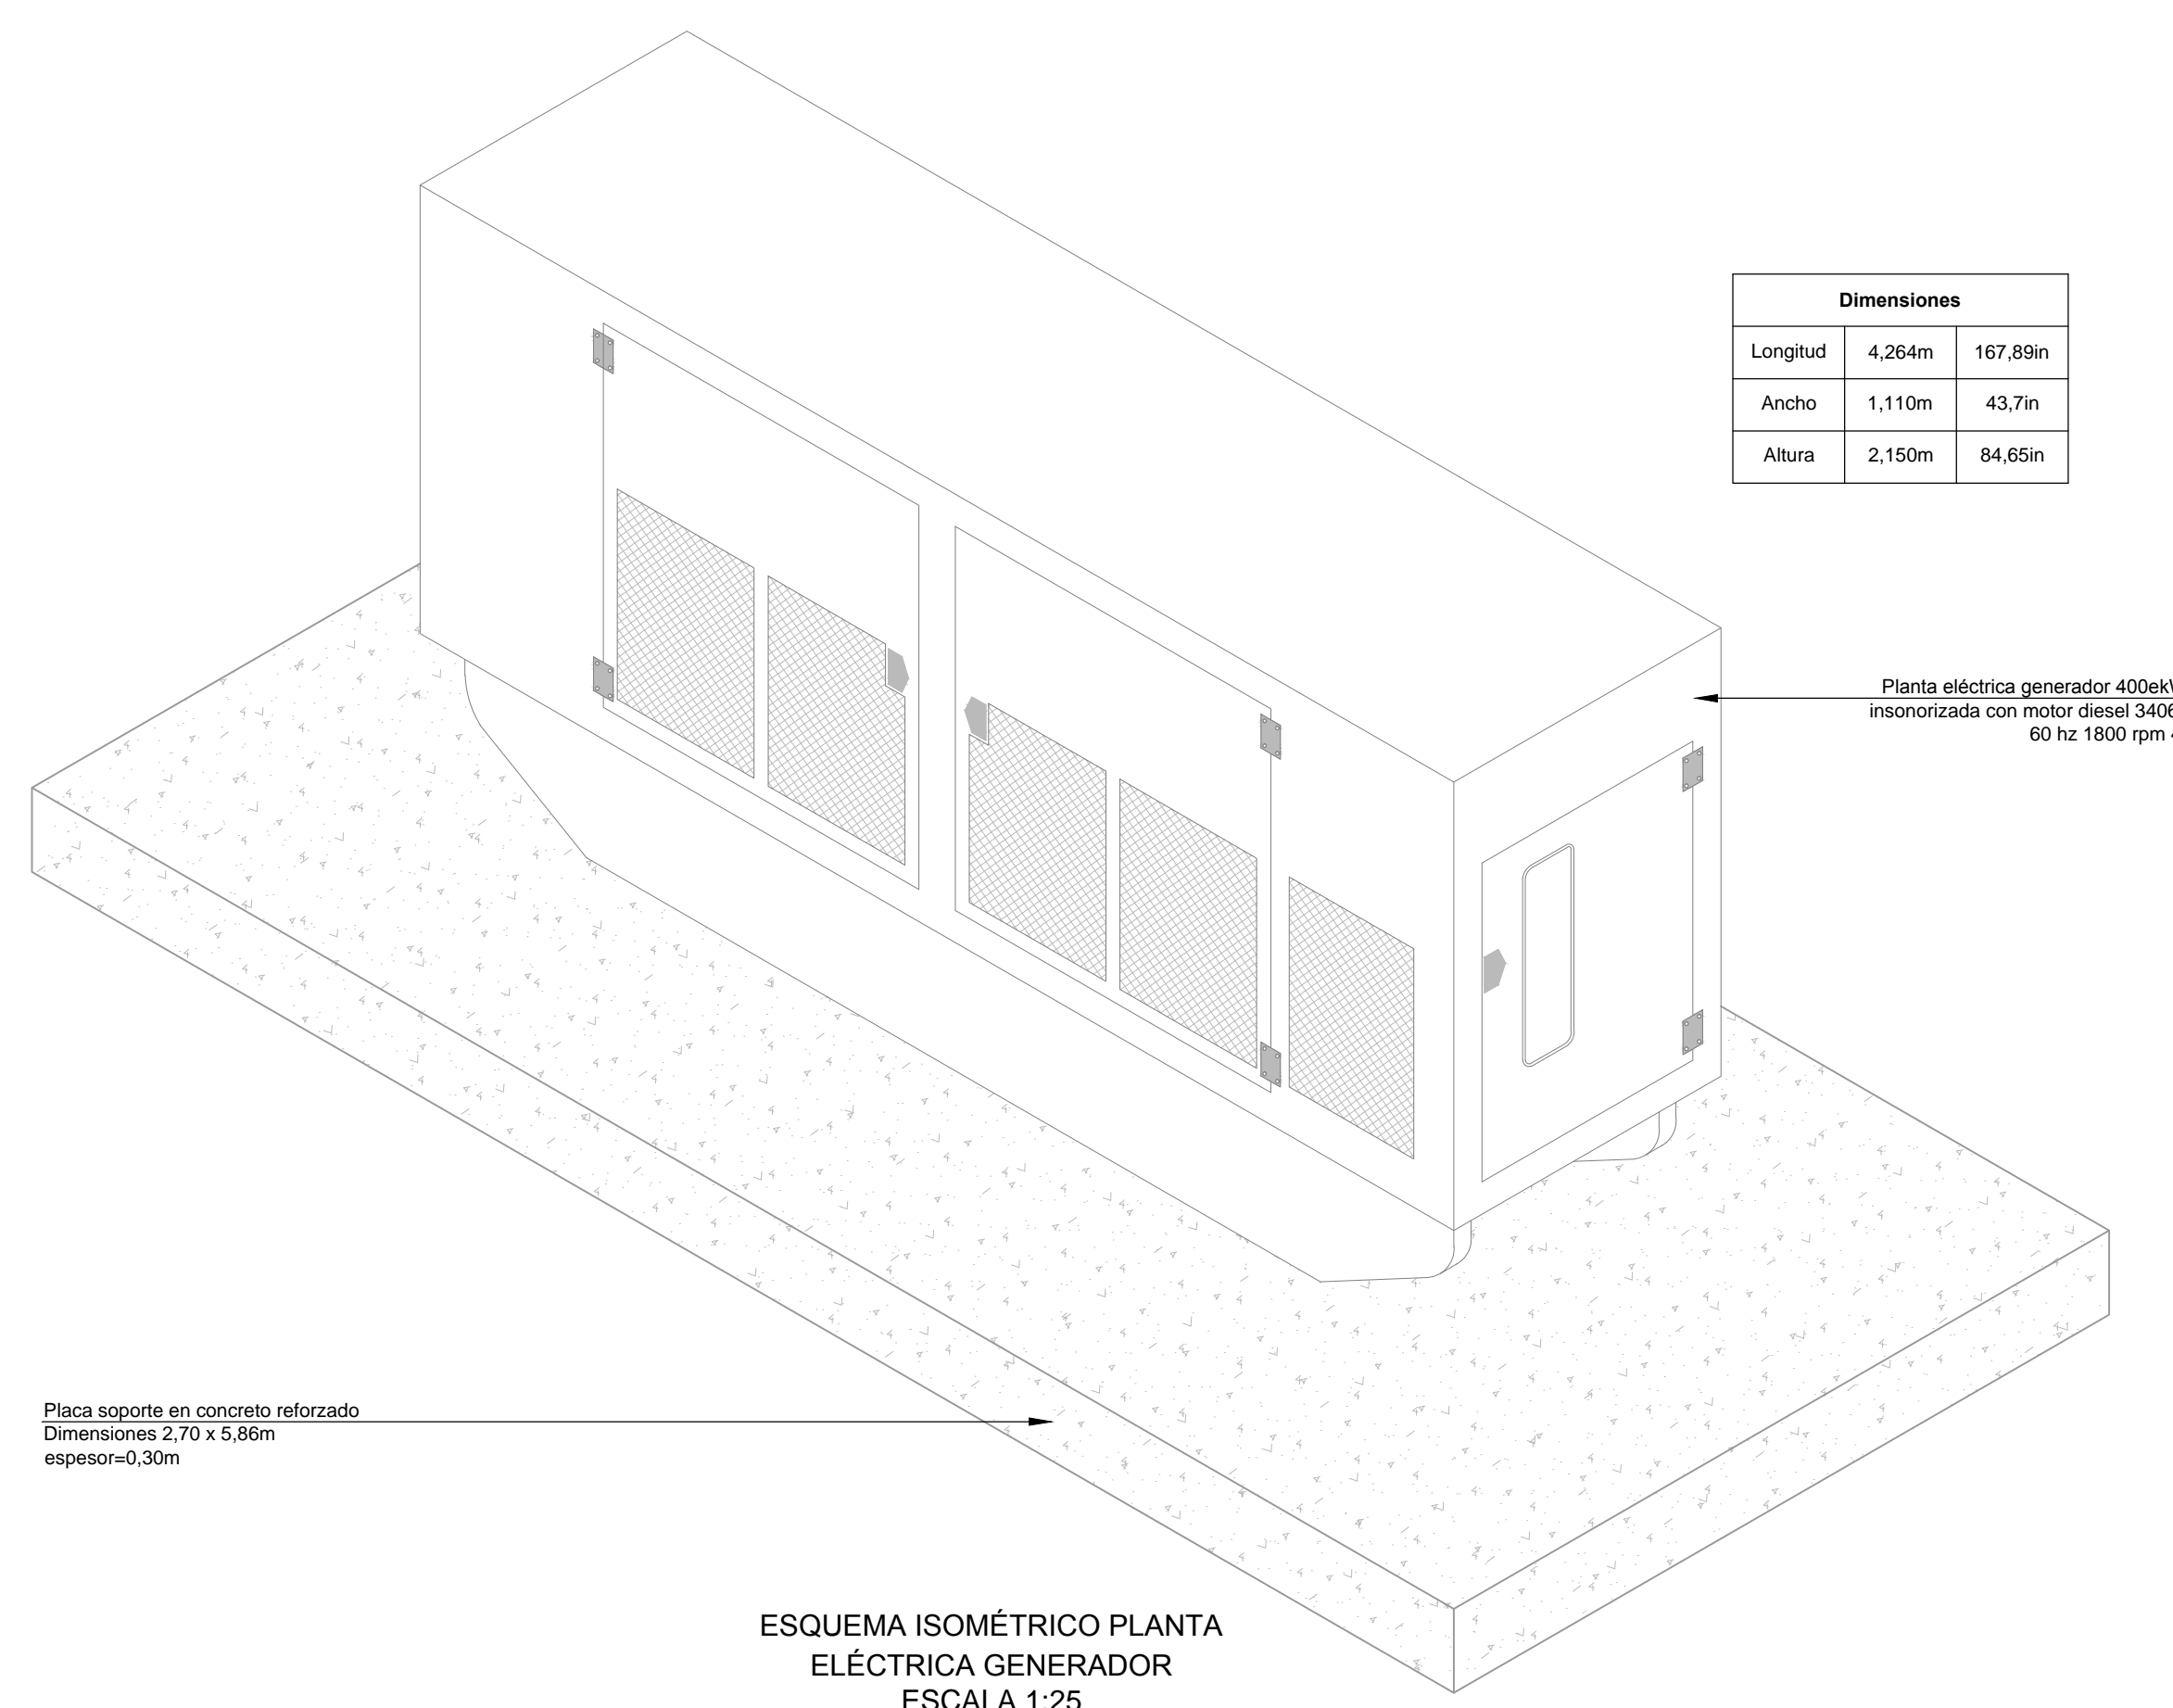 Dimensiones
Longitud 4,264m 167,89in
Ancho 1,110m 43,7in
Altura 2,150m 84,65in
Planta eléctrica generador
insonorizada con motor diesel
60 hz 1800 rpm
Placa soporte en concreto reforzado
Dimensiones 2,70 x 5,86m
espesor=0,30m
ESQUEMA ISOMÉTRICO PLANTA
ELÉCTRICA GENERADOR
ESCALA 1:25